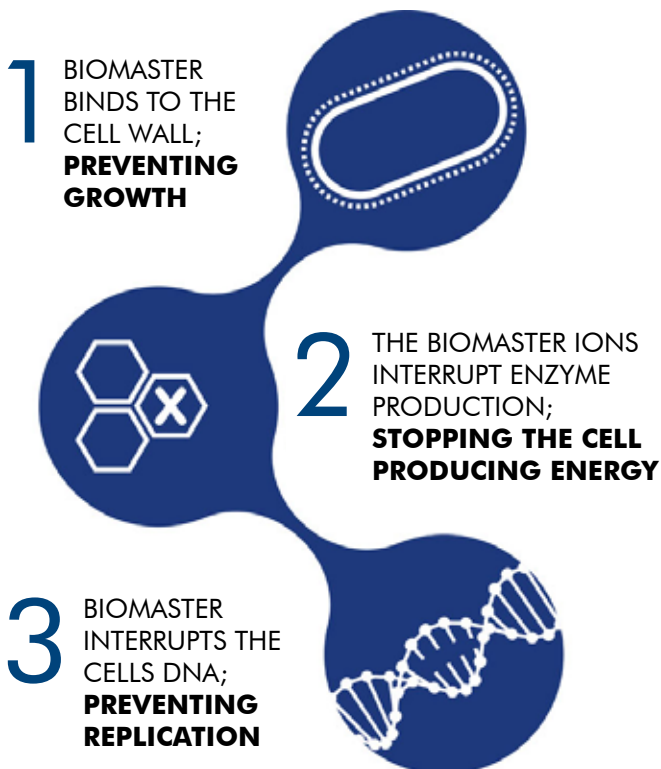 1
BIOMASTER
BINDS TO THE
CELL WALL;
PREVENTING
GROWTH
X
2
THE BIOMASTER IONS
INTERRUPT ENZYME
PRODUCTION;
STOPPING THE CELL
PRODUCING ENERGY
3
BIOMASTER
INTERRUPTS THE
CELLS DNA;
PREVENTING
REPLICATION